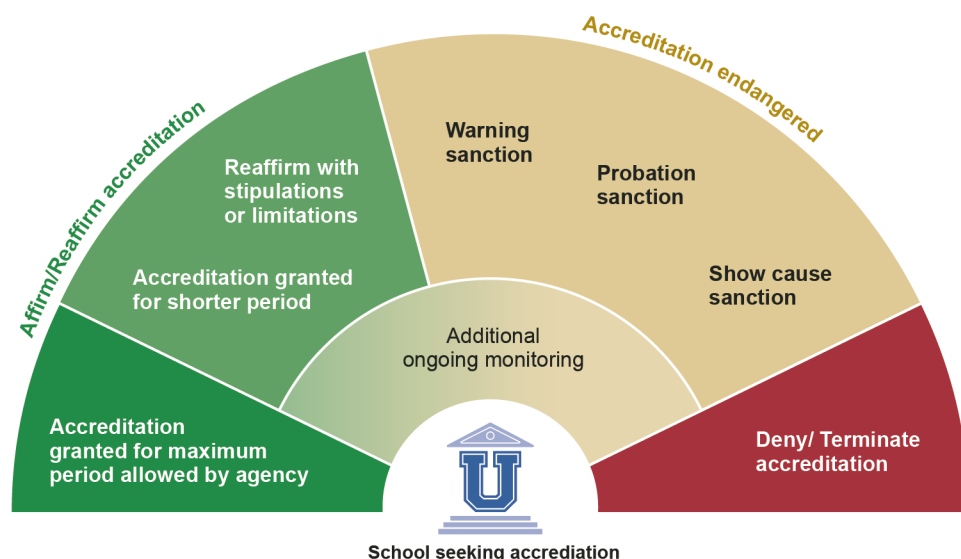 Accreditation endangered
Affirm/Reaffirm accreditation
Warning
sanction
Reaffirm with
stipulations
or limitations
Probation
sanction
Accreditation granted
for shorter period
Show cause
sanction
Additional
ongoing monitoring
Accreditation
granted for maximum
period allowed by agency
Deny/ Terminate
accreditation
U
School seeking accrediation